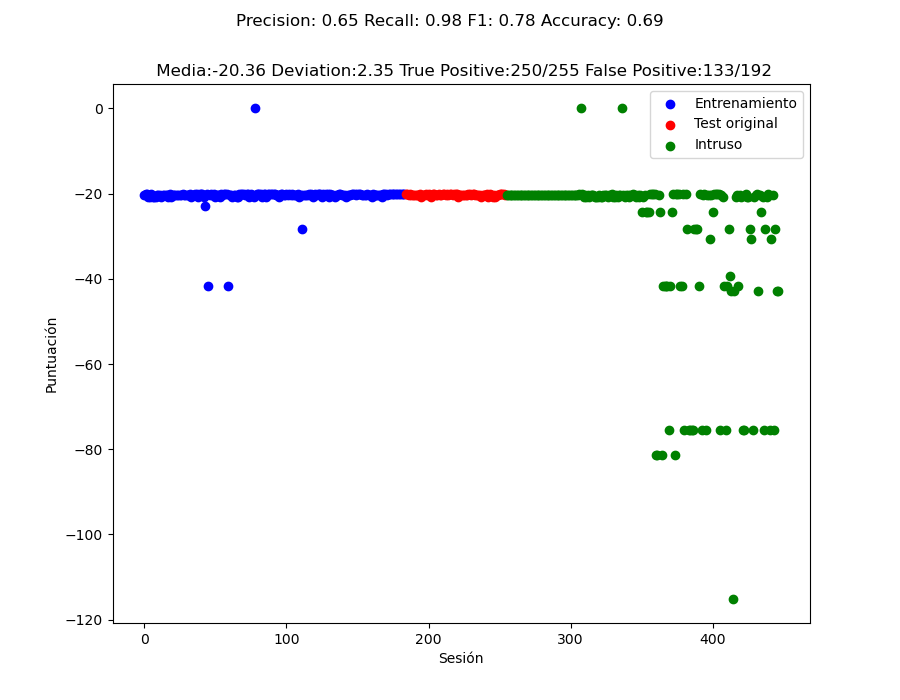 Precision: 0.65 Recall: 0.98 F1: 0.78 Accuracy: 0.69
Media:-20.36 Deviation:2.35 True Positive:250/255 False Positive:133/192
Entrenamiento
Test original
Intruso
0
−20
−40
−60
−80
−100
−120
Puntuación
0
100
200
300
400
Sesión